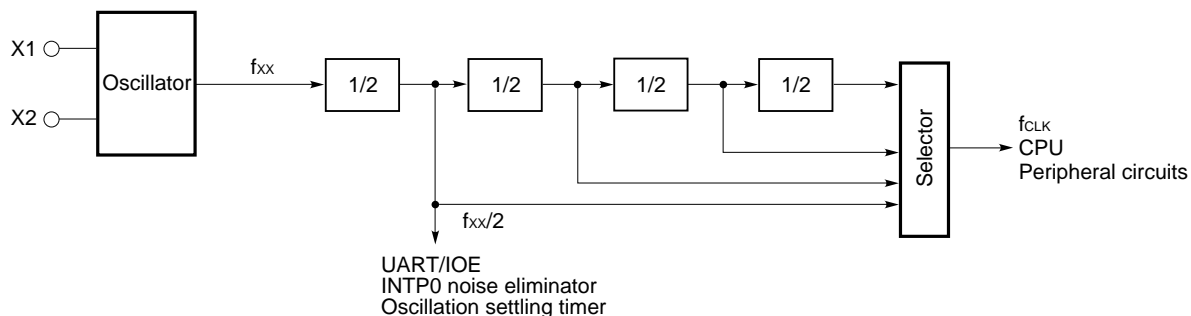 X1
X2
Oscillator
fXX
1/2
1/2
1/2
1/2
Selector
fCLK
CPU
Peripheral circuits
fXX/2
UART/IOE
INTP0 noise eliminator
Oscillation settling timer